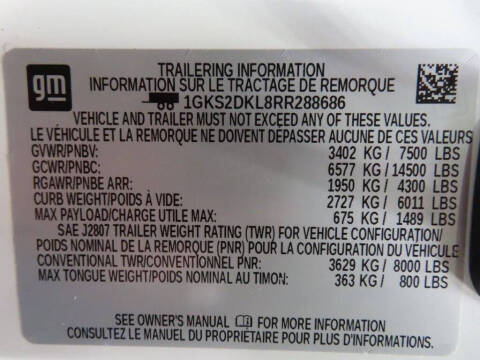 gm
TRAILERING INFORMATION
INFORMATION SUR LE TRACTAGE DE REMORQUE
1GKS2DKL8RR288686
VEHICLE AND TRAILER MUST NOT EXCEED ANY OF THESE VALUES
LE VÉHICULE ET LA REMORQUE NE DOIVENT DÉPASSER AUCUNE DE CES VALEURS
GVWR/PNBV: 3402 KG / 7500 LBS
GCWR/PNBC: 6577 KG / 14500 LBS
RGAWR/PNBE ARR: 1950 KG / 4300 LBS
CURB WEIGHT/POIDS À VIDE: 2727 KG / 6011 LBS
MAX PAYLOAD/CHARGE UTILE MAX: 675 KG / 1489 LBS
SAE J2807 TRAILER WEIGHT RATING (TWR) FOR VEHICLE CONFIGURATION/
POIDS NOMINAL DE LA REMORQUE (PNR) POUR LA CONFIGURATION DU VÉHICULE
CONVENTIONAL TWR/CONVENTIONNEL PNR: 3629 KG / 8000 LBS
MAX TONGUE WEIGHT/POIDS NOMINAL AU TIMON: 363 KG / 800 LBS
SEE OWNER'S MANUAL FOR MORE INFORMATION
CONSULTEZ LE MANUEL DU PROPRIÉTAIRE POUR PLUS D'INFORMATION